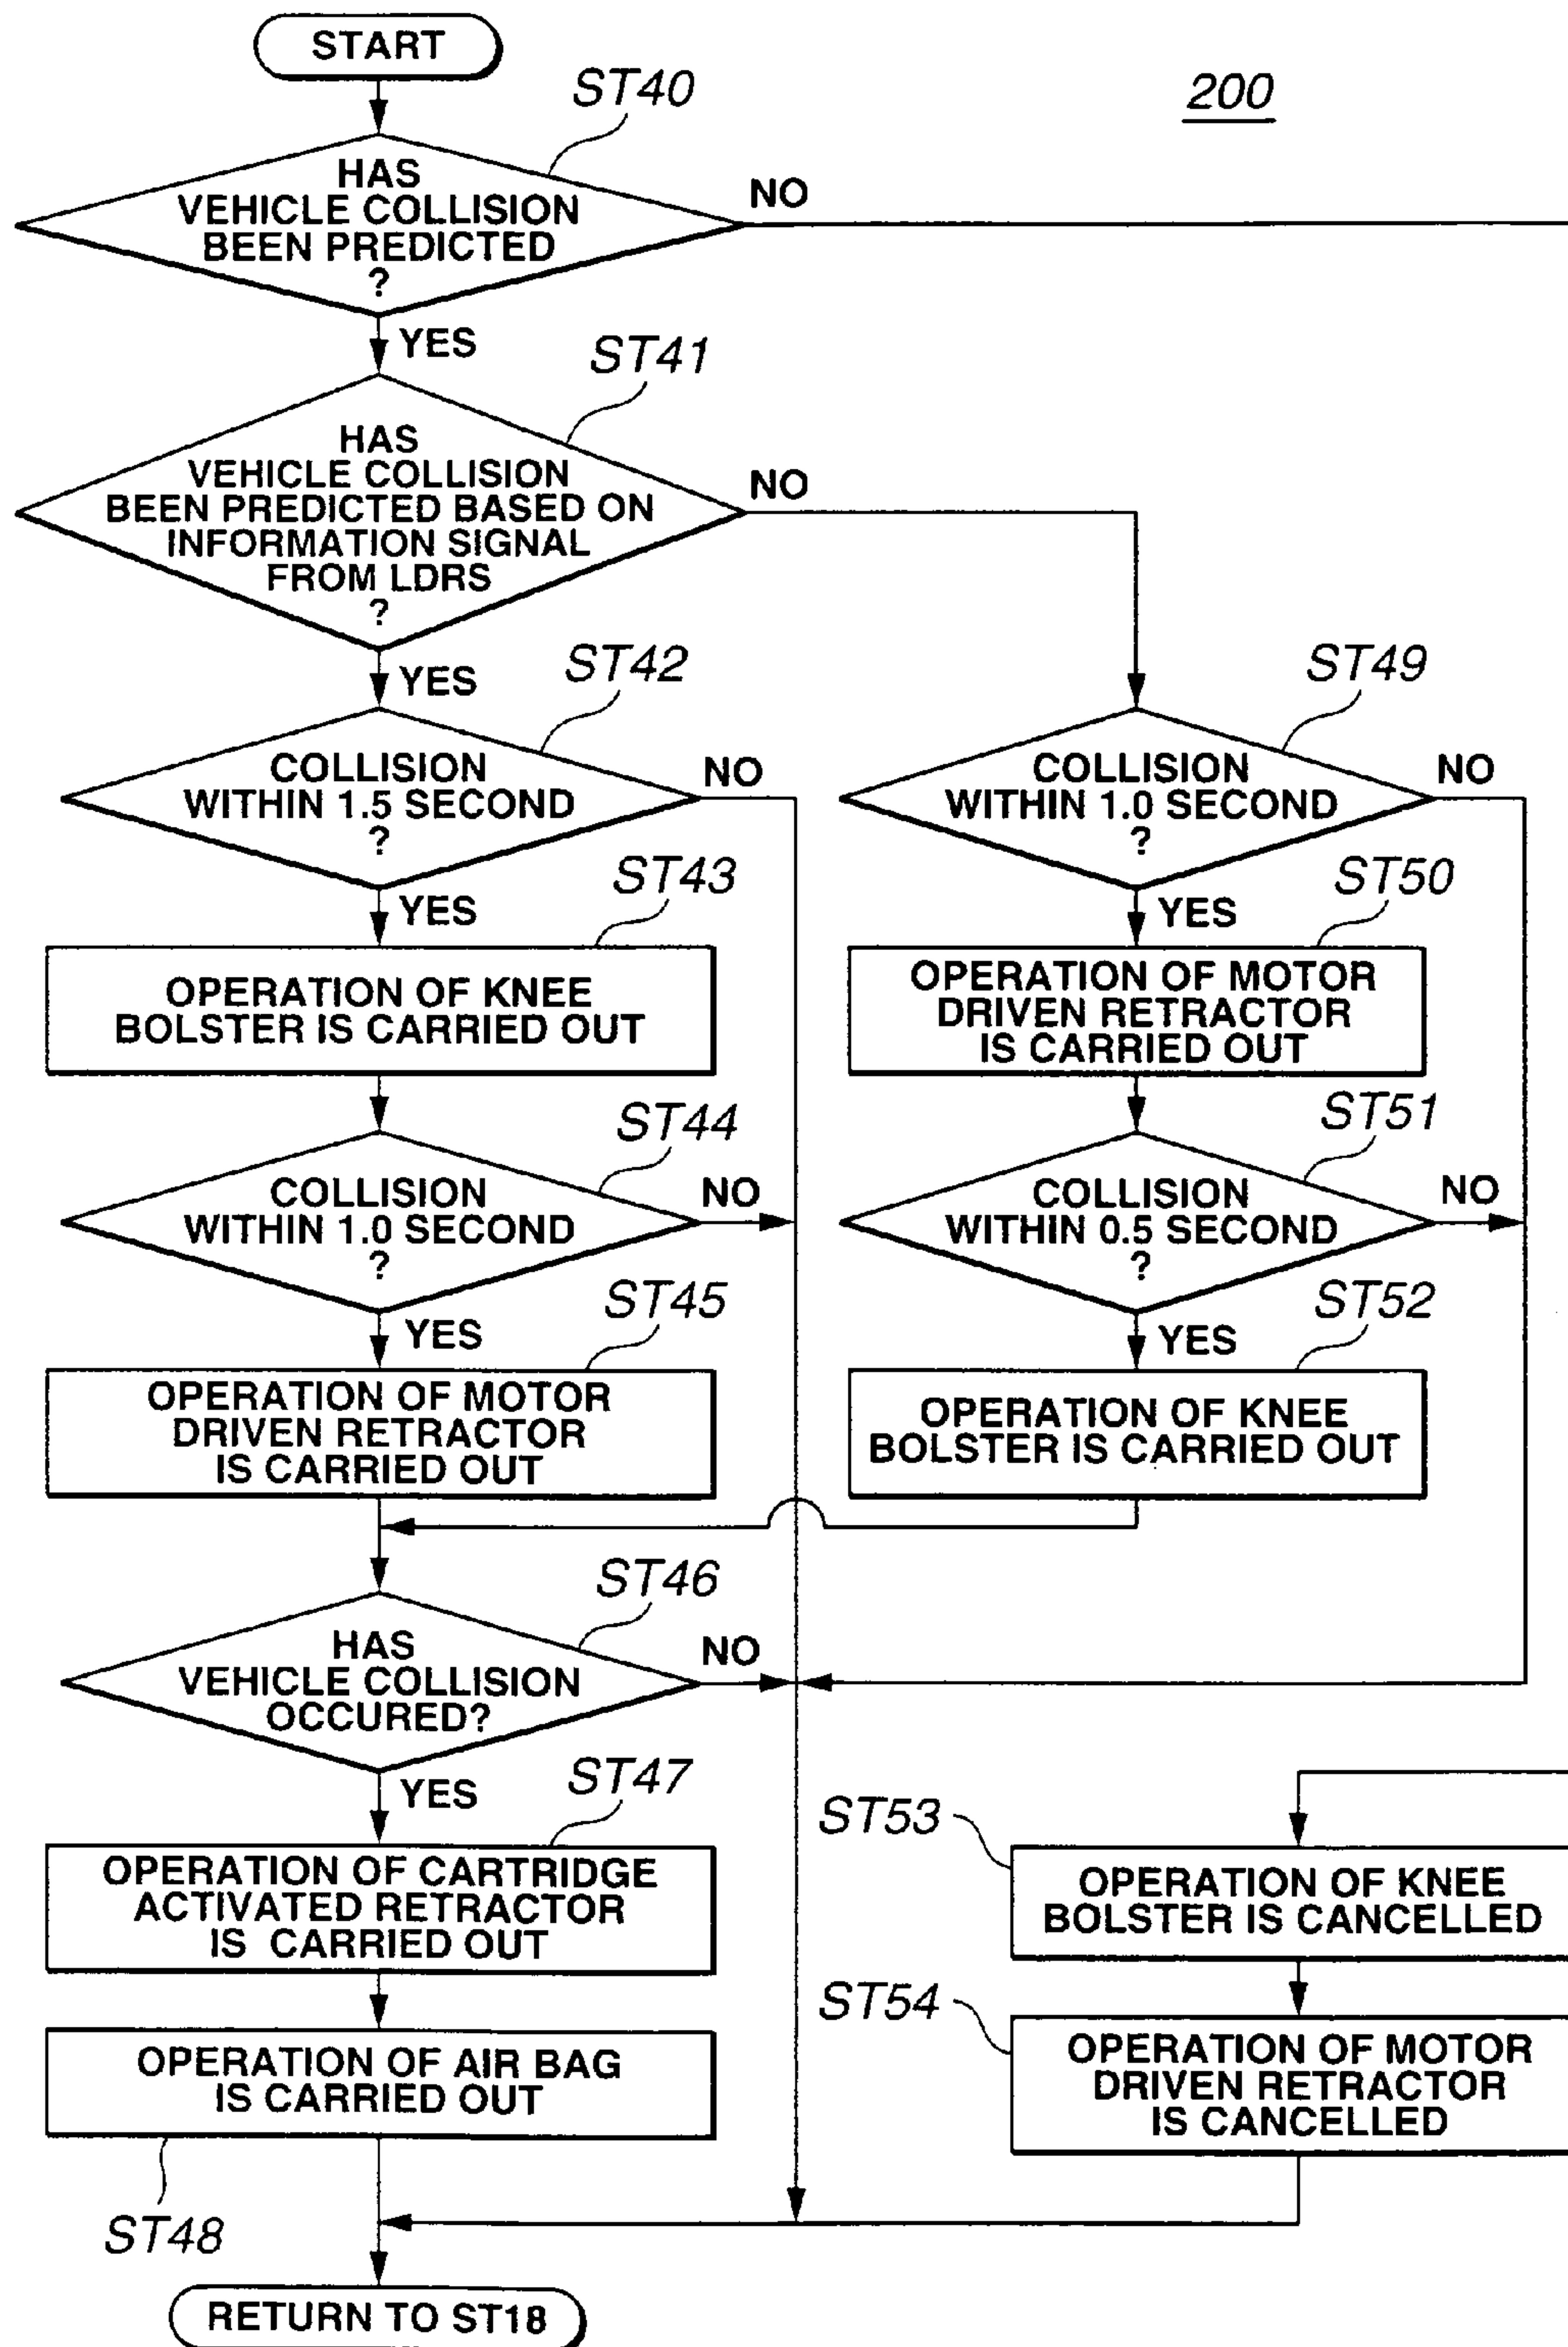 START
ST40
200
HAS
VEHICLE COLLISION
BEEN PREDICTED
?
NO
YES
ST41
HAS
VEHICLE COLLISION
BEEN PREDICTED BASED ON
INFORMATION SIGNAL
FROM LDRS
?
NO
YES
ST42
COLLISION
WITHIN 1.5 SECOND
?
NO
YES
ST43
OPERATION OF KNEE
BOLSTER IS CARRIED OUT
ST44
COLLISION
WITHIN 1.0 SECOND
?
NO
YES
ST45
OPERATION OF MOTOR
DRIVEN RETRACTOR
IS CARRIED OUT
ST49
COLLISION
WITHIN 1.0 SECOND
?
NO
YES
ST50
OPERATION OF MOTOR
DRIVEN RETRACTOR
IS CARRIED OUT
ST51
COLLISION
WITHIN 0.5 SECOND
?
NO
YES
ST52
OPERATION OF KNEE
BOLSTER IS CARRIED OUT
ST46
HAS
VEHICLE COLLISION
OCCURED?
NO
YES
ST47
OPERATION OF CARTRIDGE
ACTIVATED RETRACTOR
IS CARRIED OUT
OPERATION OF AIR BAG
IS CARRIED OUT
ST48
ST53
OPERATION OF KNEE
BOLSTER IS CANCELLED
ST54
OPERATION OF MOTOR
DRIVEN RETRACTOR
IS CANCELLED
RETURN TO ST18